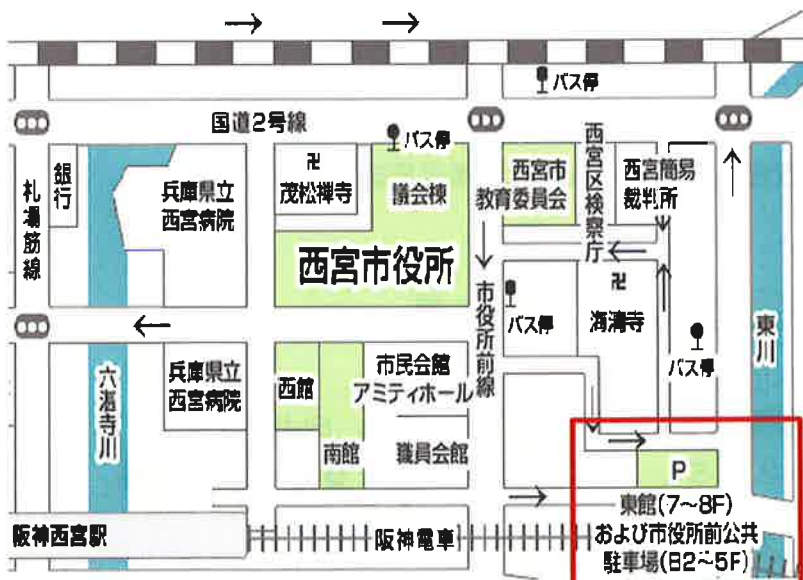 バス停
国道2号線
バス停
銀行
兵庫県立
西宮病院
卍
茂松禅寺
議会棟
西宮市
教育委員会
西宮区検察庁
西宮簡易
裁判所
札場筋線
西宮市役所
市役所前線
バス停
卍
海清寺
バス停
東川
六湛寺川
兵庫県立
西宮病院
西館
南館
市民会館
アミティホール
職員会館
P
東館(7～8F)
および市役所前公共
駐車場(B2～5F)
阪神西宮駅
阪神電車